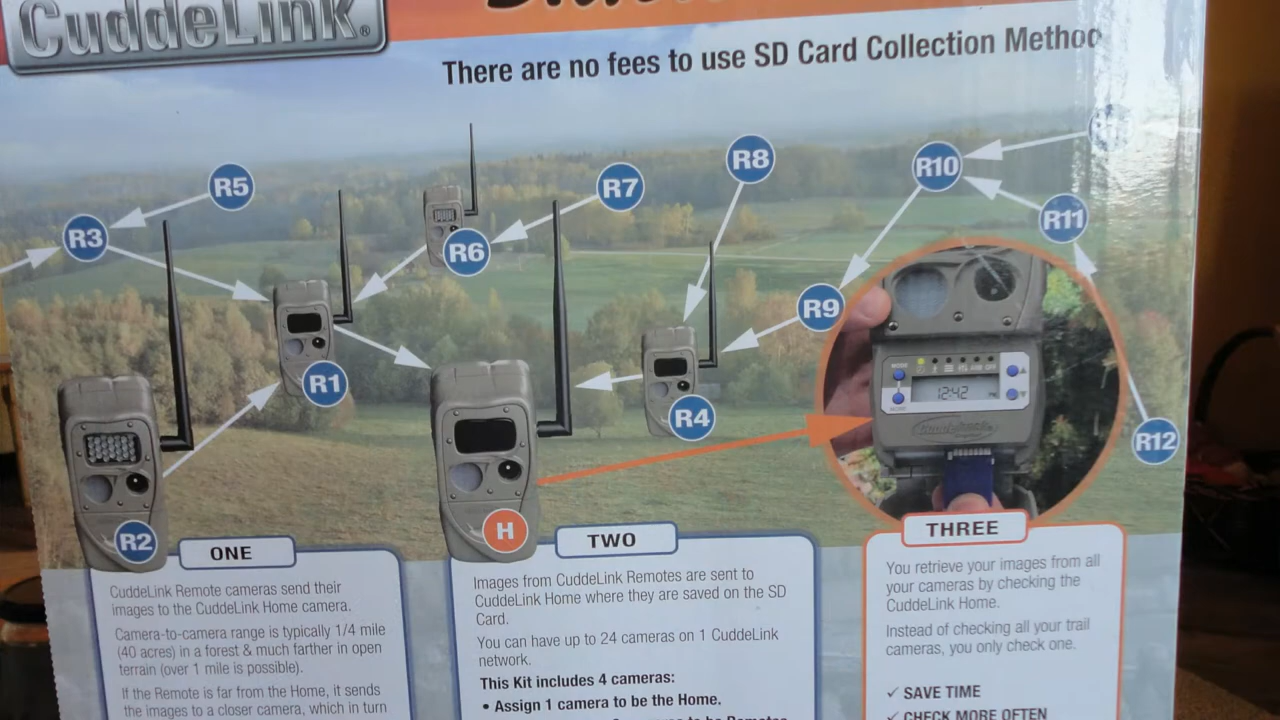 CuddeLink®
There are no fees to use SD Card Collection Method
R5
R3
R7
R6
R8
R10
R11
R9
R1
R4
R12
R2
H
MODE
12:42
MORE
ONE
CuddeLink Remote cameras send their
images to the CuddeLink Home camera.
Camera-to-camera range is typically 1/4 mile
(40 acres) in a forest & much farther in open
terrain (over 1 mile is possible).
If the Remote is far from the Home, it sends
the images to a closer camera, which in turn
TWO
Images from CuddeLink Remotes are sent to
CuddeLink Home where they are saved on the SD
Card.
You can have up to 24 cameras on 1 CuddeLink
network.
This Kit includes 4 cameras:
• Assign 1 camera to be the Home.
cameras to be Remotes
THREE
You retrieve your images from all
your cameras by checking the
CuddeLink Home.
Instead of checking all your trail
cameras, you only check one.
✓ SAVE TIME
✓ CHECK MORE OFTEN